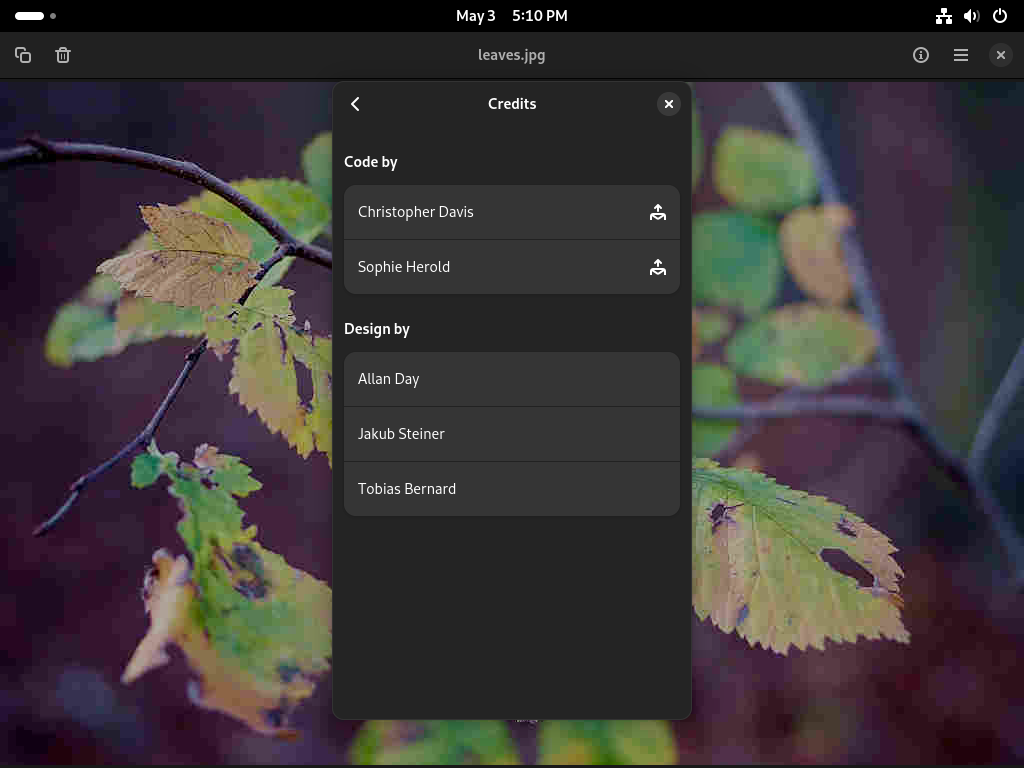 May 3 5:10 PM
leaves.jpg
Credits
Code by
Christopher Davis
Sophie Herold
Design by
Allan Day
Jakub Steiner
Tobias Bernard